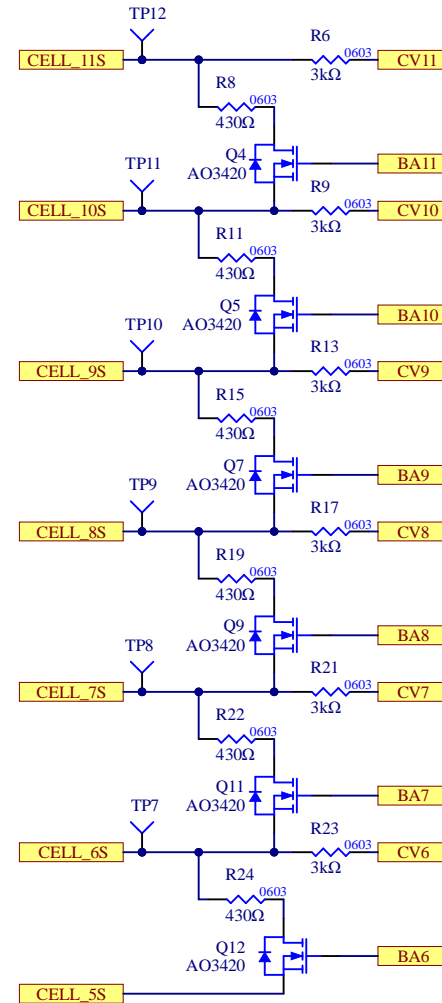 TP12
CELL_11S
R6
0603
3kΩ
CV11
R8
0603
430Ω
Q4
AO3420
BA11
TP11
CELL_10S
R9
0603
3kΩ
CV10
R11
0603
430Ω
Q5
AO3420
BA10
TP10
CELL_9S
R13
0603
3kΩ
CV9
R15
0603
430Ω
Q7
AO3420
BA9
TP9
CELL_8S
R17
0603
3kΩ
CV8
R19
0603
430Ω
Q9
AO3420
BA8
TP8
CELL_7S
R21
0603
3kΩ
CV7
R22
0603
430Ω
Q11
AO3420
BA7
TP7
CELL_6S
R23
0603
3kΩ
CV6
R24
0603
430Ω
Q12
AO3420
BA6
CELL_5S